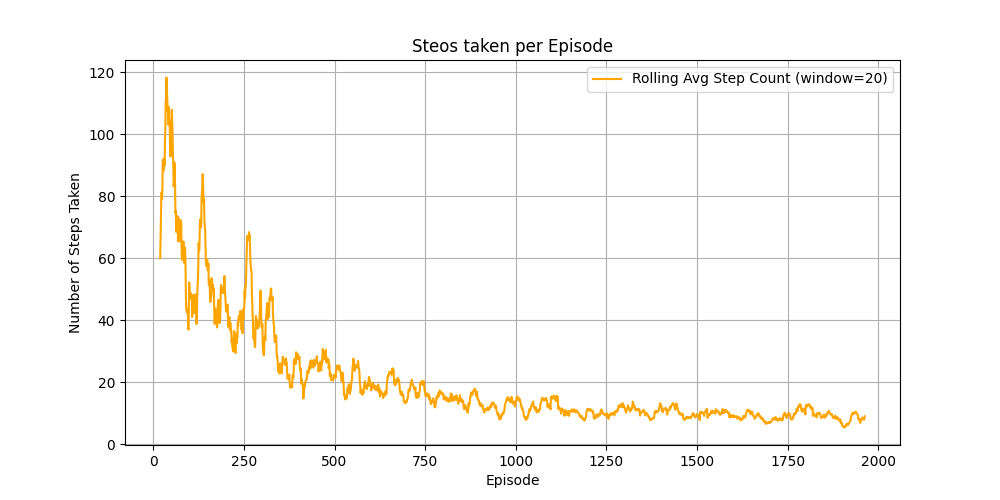 Steos taken per Episode
Rolling Avg Step Count (window=20)
Number of Steps Taken
120
100
80
60
40
20
0
0 250 500 750 1000 1250 1500 1750 2000
Episode